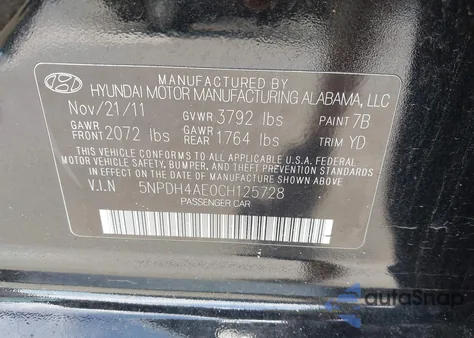 MANUFACTURED BY
HYUNDAI MOTOR MANUFACTURING ALABAMA, LLC
Nov/21/11 GVWR 3792 lbs PAINT 7B
GAWR FRONT 2072 lbs GAWR REAR 1764 lbs TRIM YD
THIS VEHICLE CONFORMS TO ALL APPLICABLE U.S.A. FEDERAL
MOTOR VEHICLE SAFETY, BUMPER, AND THEFT PREVENTION STANDARDS
IN EFFECT ON THE DATE OF MANUFACTURE SHOWN ABOVE.
V.I.N 5NPDH4AE0CH125728
PASSENGER CAR
autoSnap